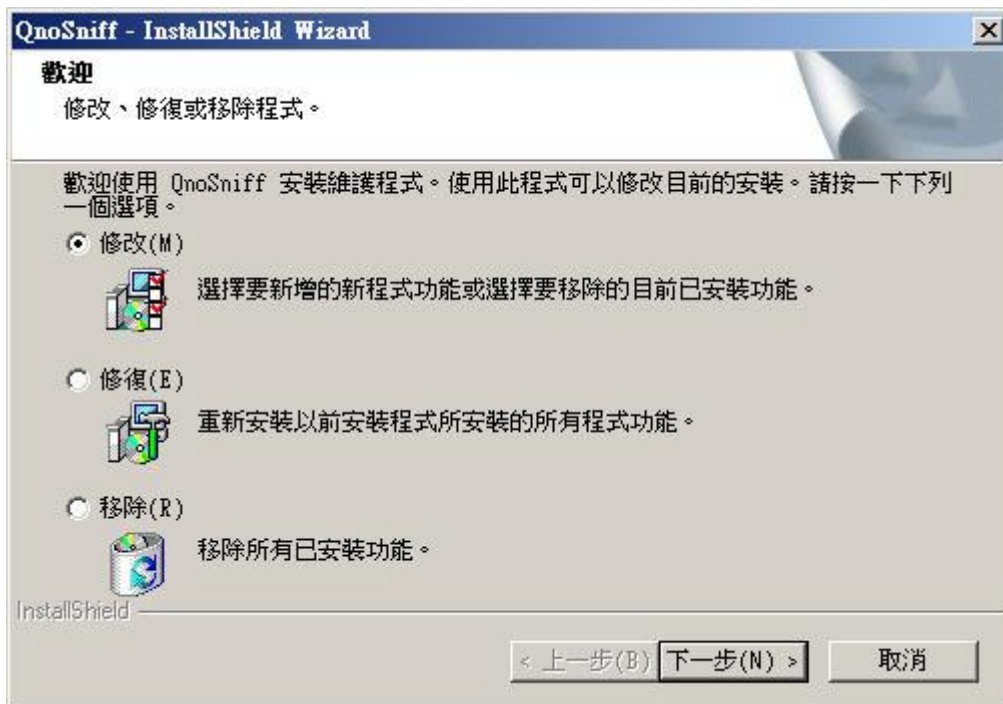 QnoSniff - InstallShield Wizard
歡迎
修改、修復或移除程式。
歡迎使用 QnoSniff 安裝維護程式。使用此程式可以修改目前的安裝。請按一下下列
一個選項。
修改(M)
選擇要新增的新程式功能或選擇要移除的目前已安裝功能。
修復(E)
重新安裝以前安裝程式所安裝的所有程式功能。
移除(R)
移除所有已安裝功能。
InstallShield
< 上一步(B) 下一步(N) > 取消